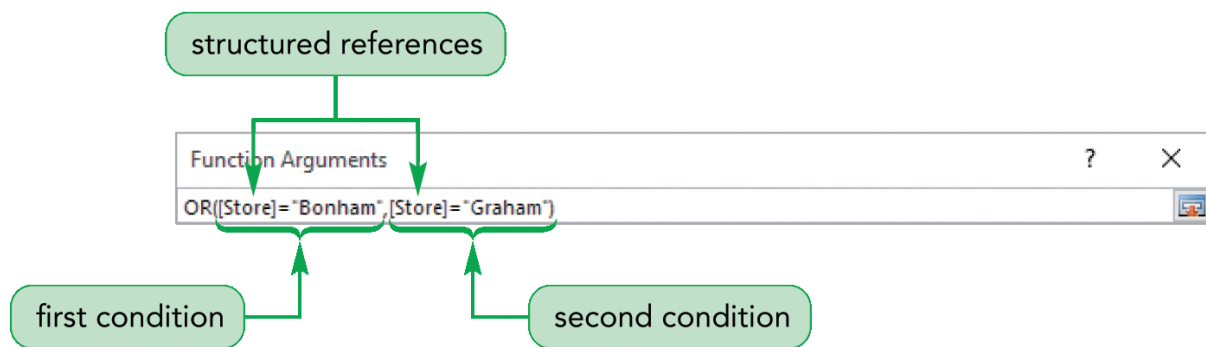 structured references
Function Arguments ? ×
OR([Store]="Bonham",[Store]="Graham")
first condition
second condition